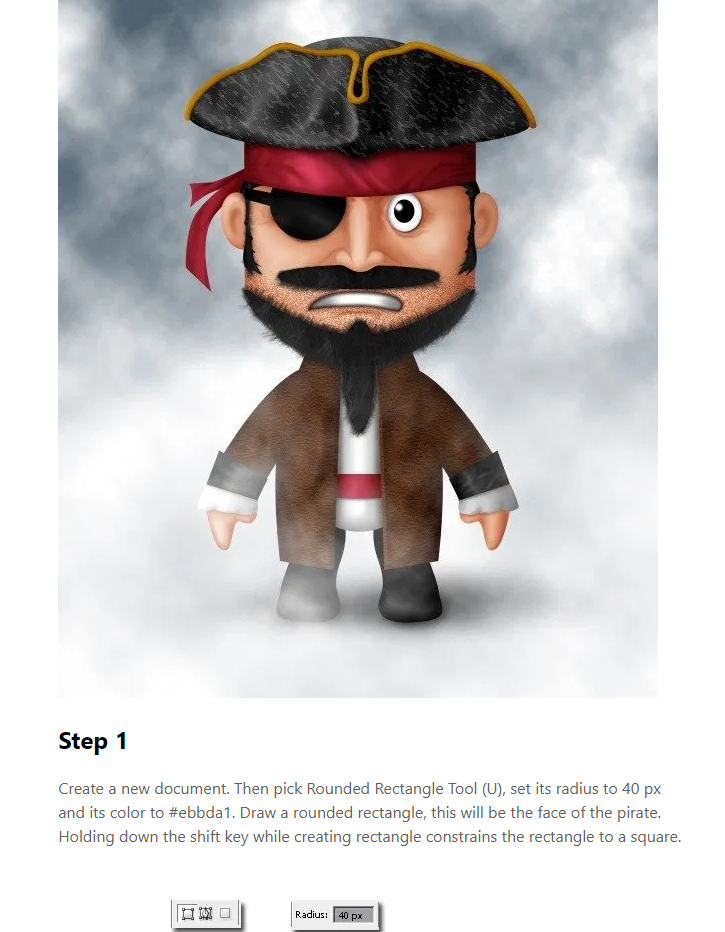 Step 1
Create a new document. Then pick Rounded Rectangle Tool (U), set its radius to 40 px
and its color to #ebbda1. Draw a rounded rectangle, this will be the face of the pirate.
Holding down the shift key while creating rectangle constrains the rectangle to a square.
Radius: 40 px